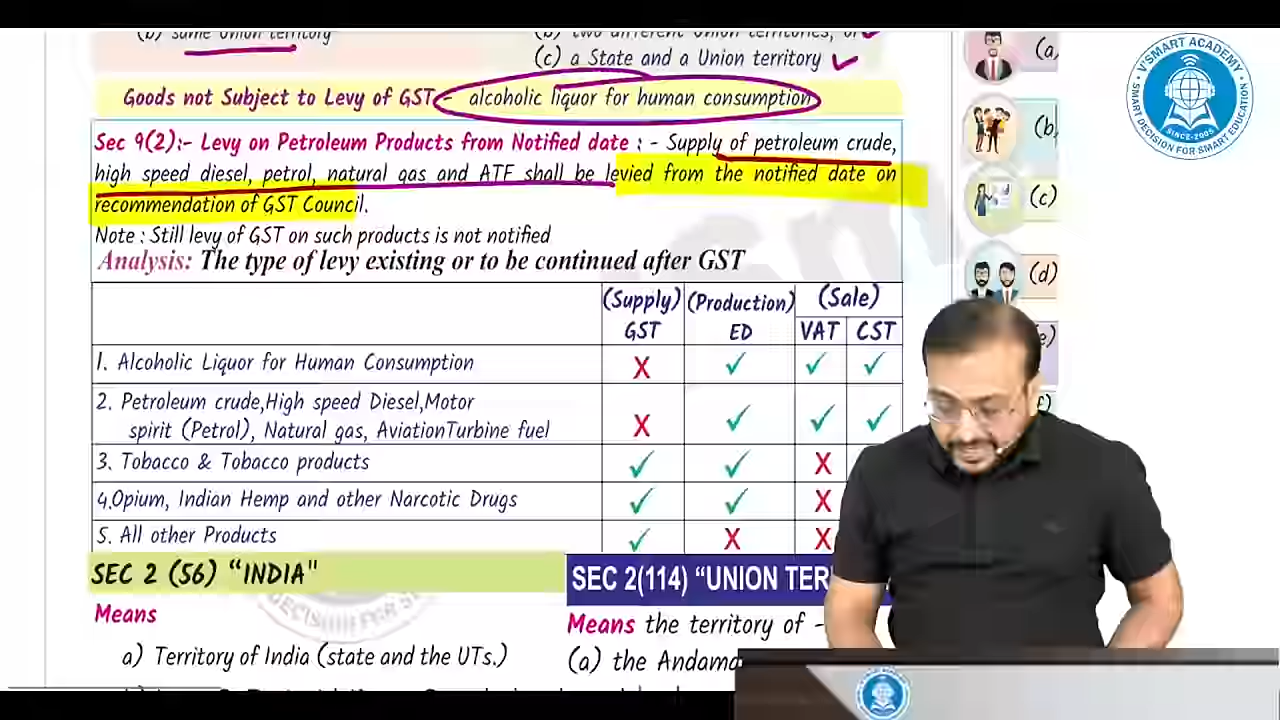 (b) same Union territory
(b) two different Union territories, or
(c) a State and a Union territory
Goods not Subject to Levy of GST - alcoholic liquor for human consumption
Sec 9(2):- Levy on Petroleum Products from Notified date : - Supply of petroleum crude,
high speed diesel, petrol, natural gas and ATF shall be levied from the notified date on
recommendation of GST Council.
Note : Still levy of GST on such products is not notified
Analysis: The type of levy existing or to be continued after GST
(Supply) (Production) (Sale)
GST ED VAT CST
1. Alcoholic Liquor for Human Consumption X ✓ ✓ ✓
2. Petroleum crude,High speed Diesel,Motor
spirit (Petrol), Natural gas, AviationTurbine fuel X ✓ ✓ ✓
3. Tobacco & Tobacco products ✓ ✓ X
4.Opium, Indian Hemp and other Narcotic Drugs ✓ ✓ X
5. All other Products ✓ X X
SEC 2 (56) "INDIA"
Means
a) Territory of India (state and the UTs.)
SEC 2(114) "UNION TER
Means the territory of -
(a) the Andama
(a)
(b)
(c)
(d)
e)
f)
V'SMART ACADEMY
SMART DECISION FOR SMART EDUCATION
SINCE-2005